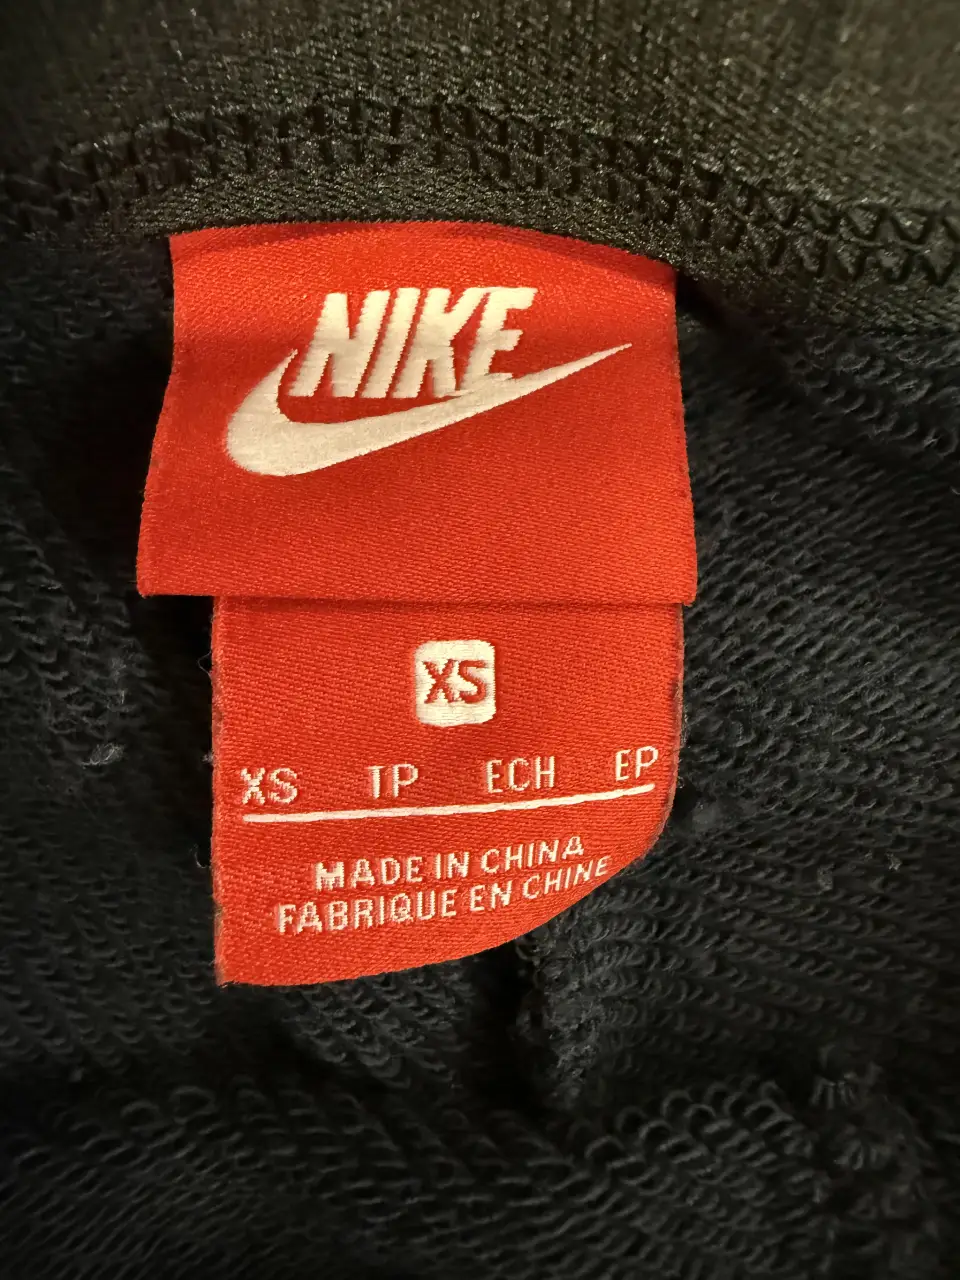 NIKE
XS
XS TP ECH EP
MADE IN CHINA
FABRIQUE EN CHINE